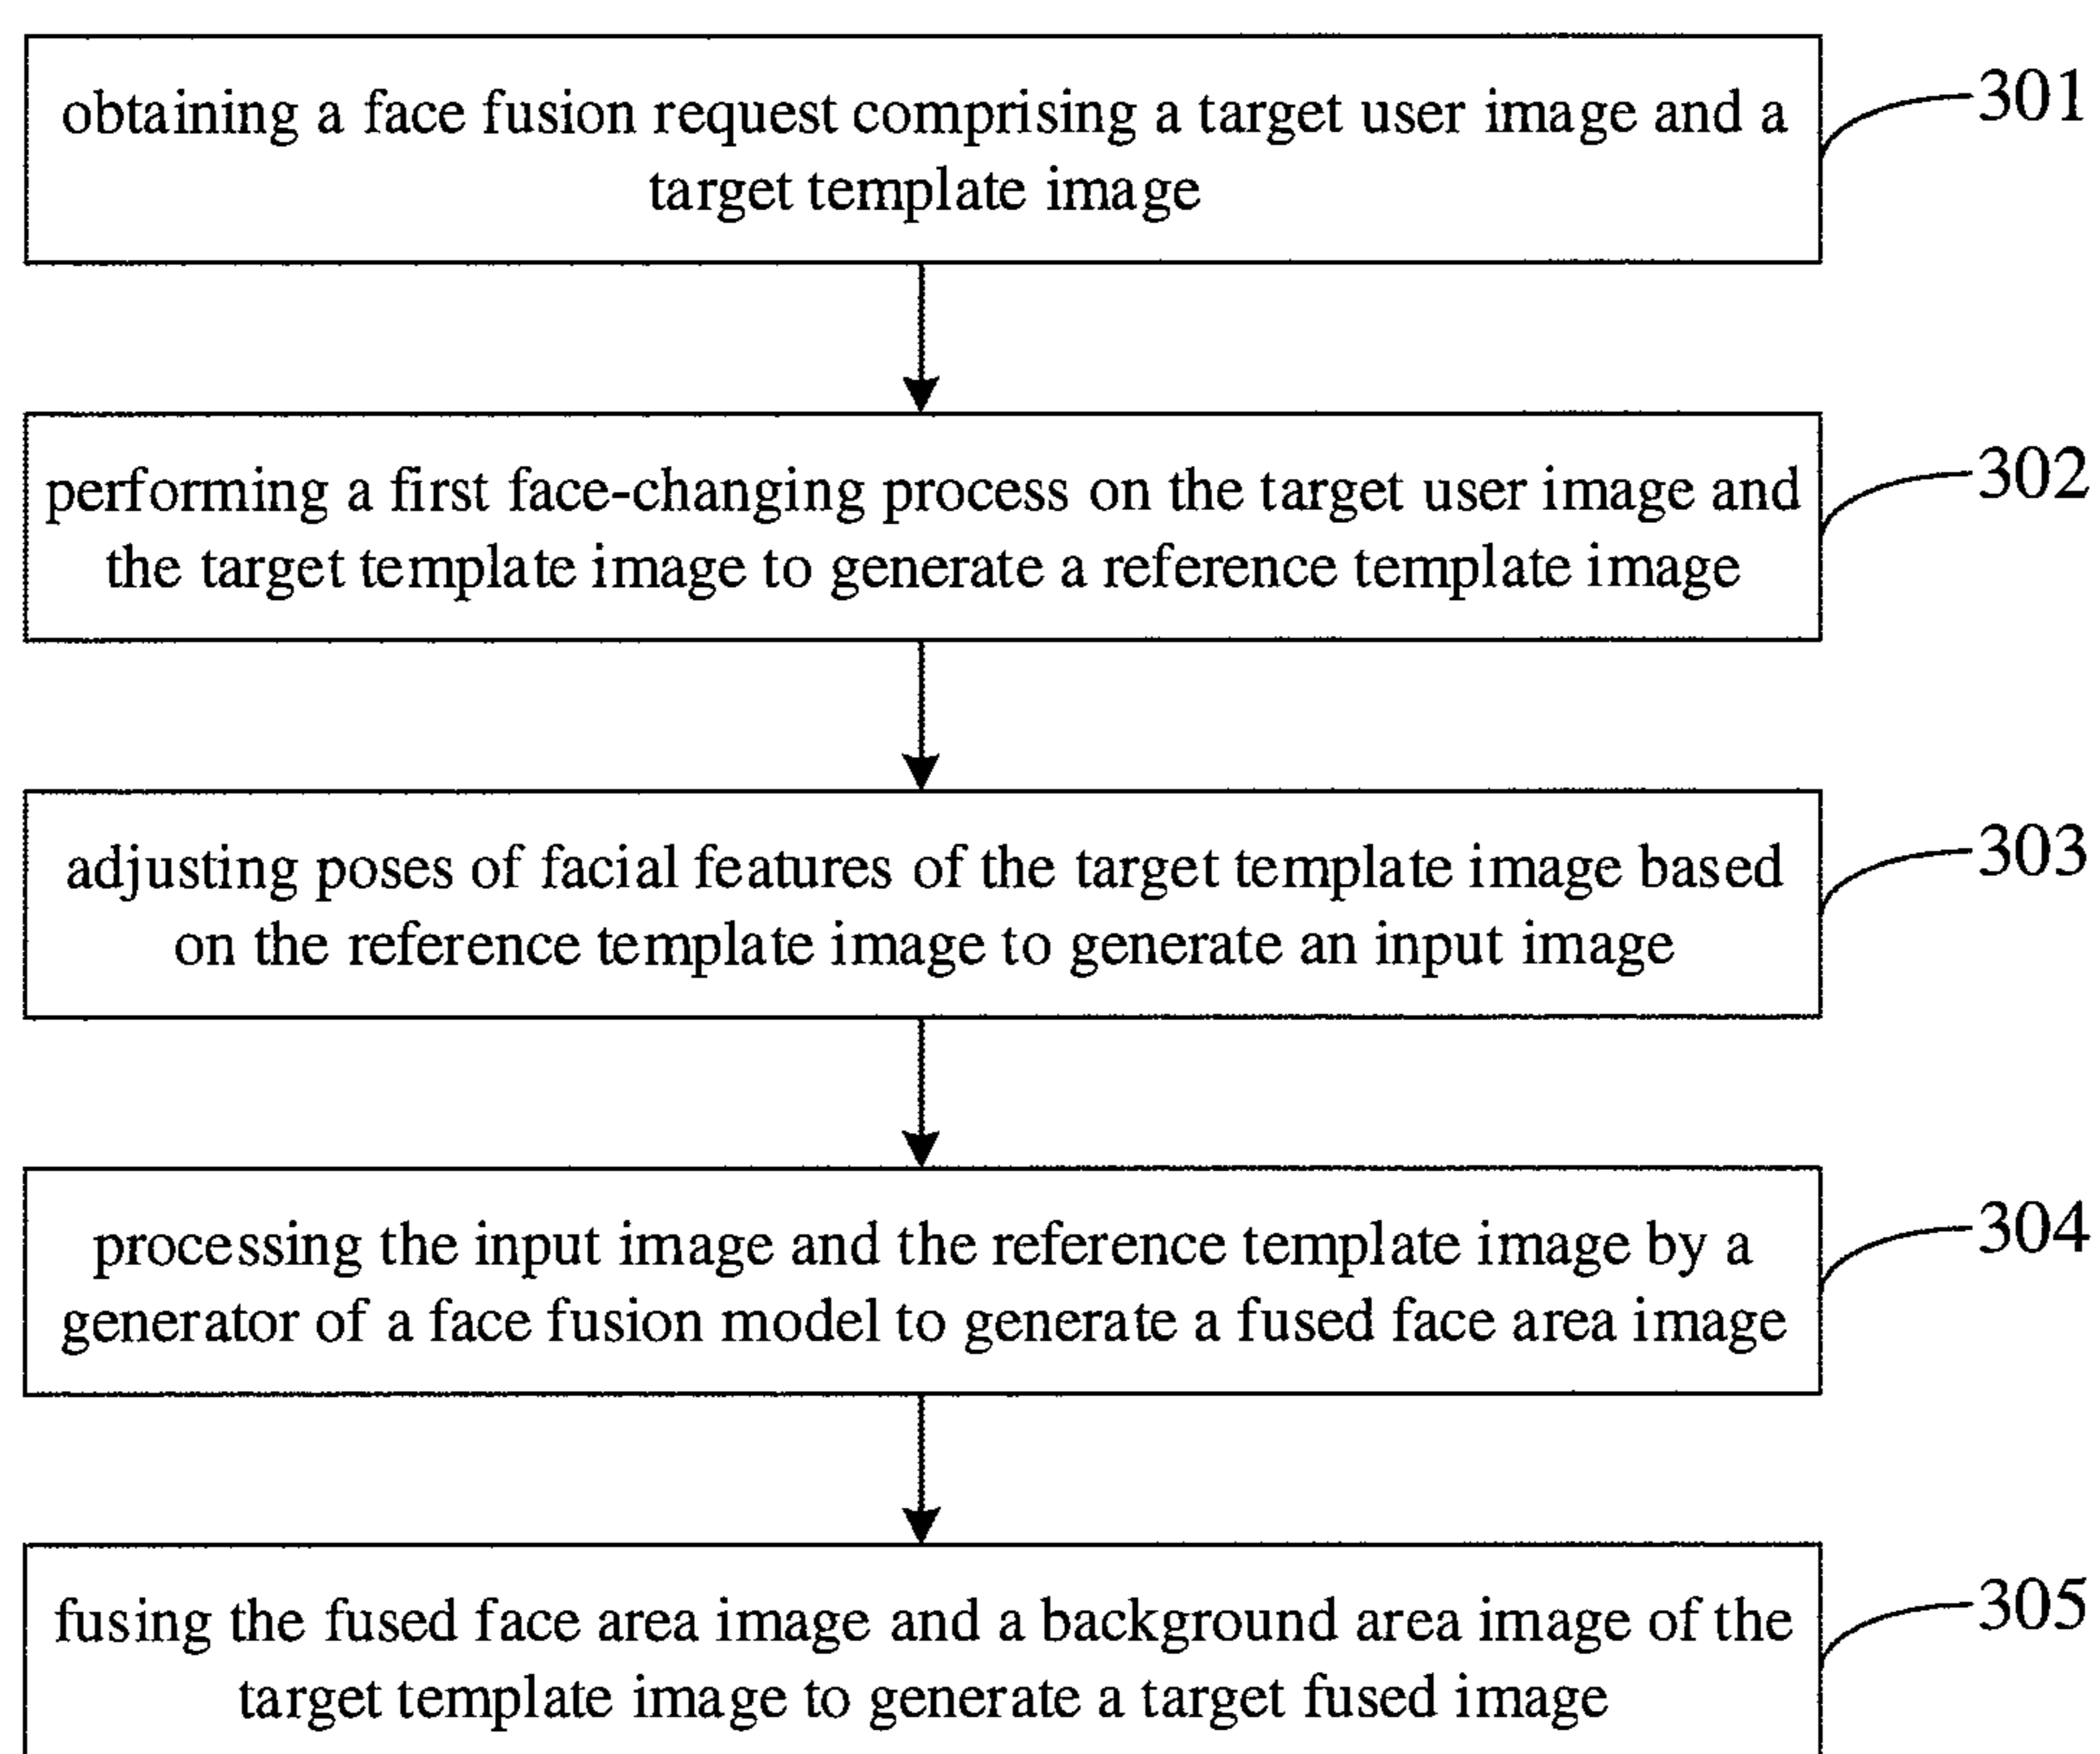 obtaining a face fusion request comprising a target user image and a
target template image
301
performing a first face-changing process on the target user image and
the target template image to generate a reference template image
302
adjusting poses of facial features of the target template image based
on the reference template image to generate an input image
303
processing the input image and the reference template image by a
generator of a face fusion model to generate a fused face area image
304
fusing the fused face area image and a background area image of the
target template image to generate a target fused image
305